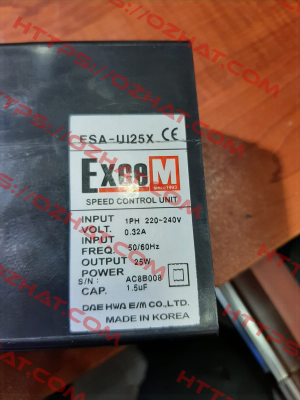 ESA-UI25X CE
ExceM
since 1963
SPEED CONTROL UNIT
INPUT VOLT. 1PH 220~240V
0.32A
INPUT FREQ. 50/60Hz
OUTPUT POWER 25W
S/N: AC8B008
CAP. 1.5uF
DAE HWA E/M CO.,LTD.
MADE IN KOREA
HTTPS://OZHAT.COM